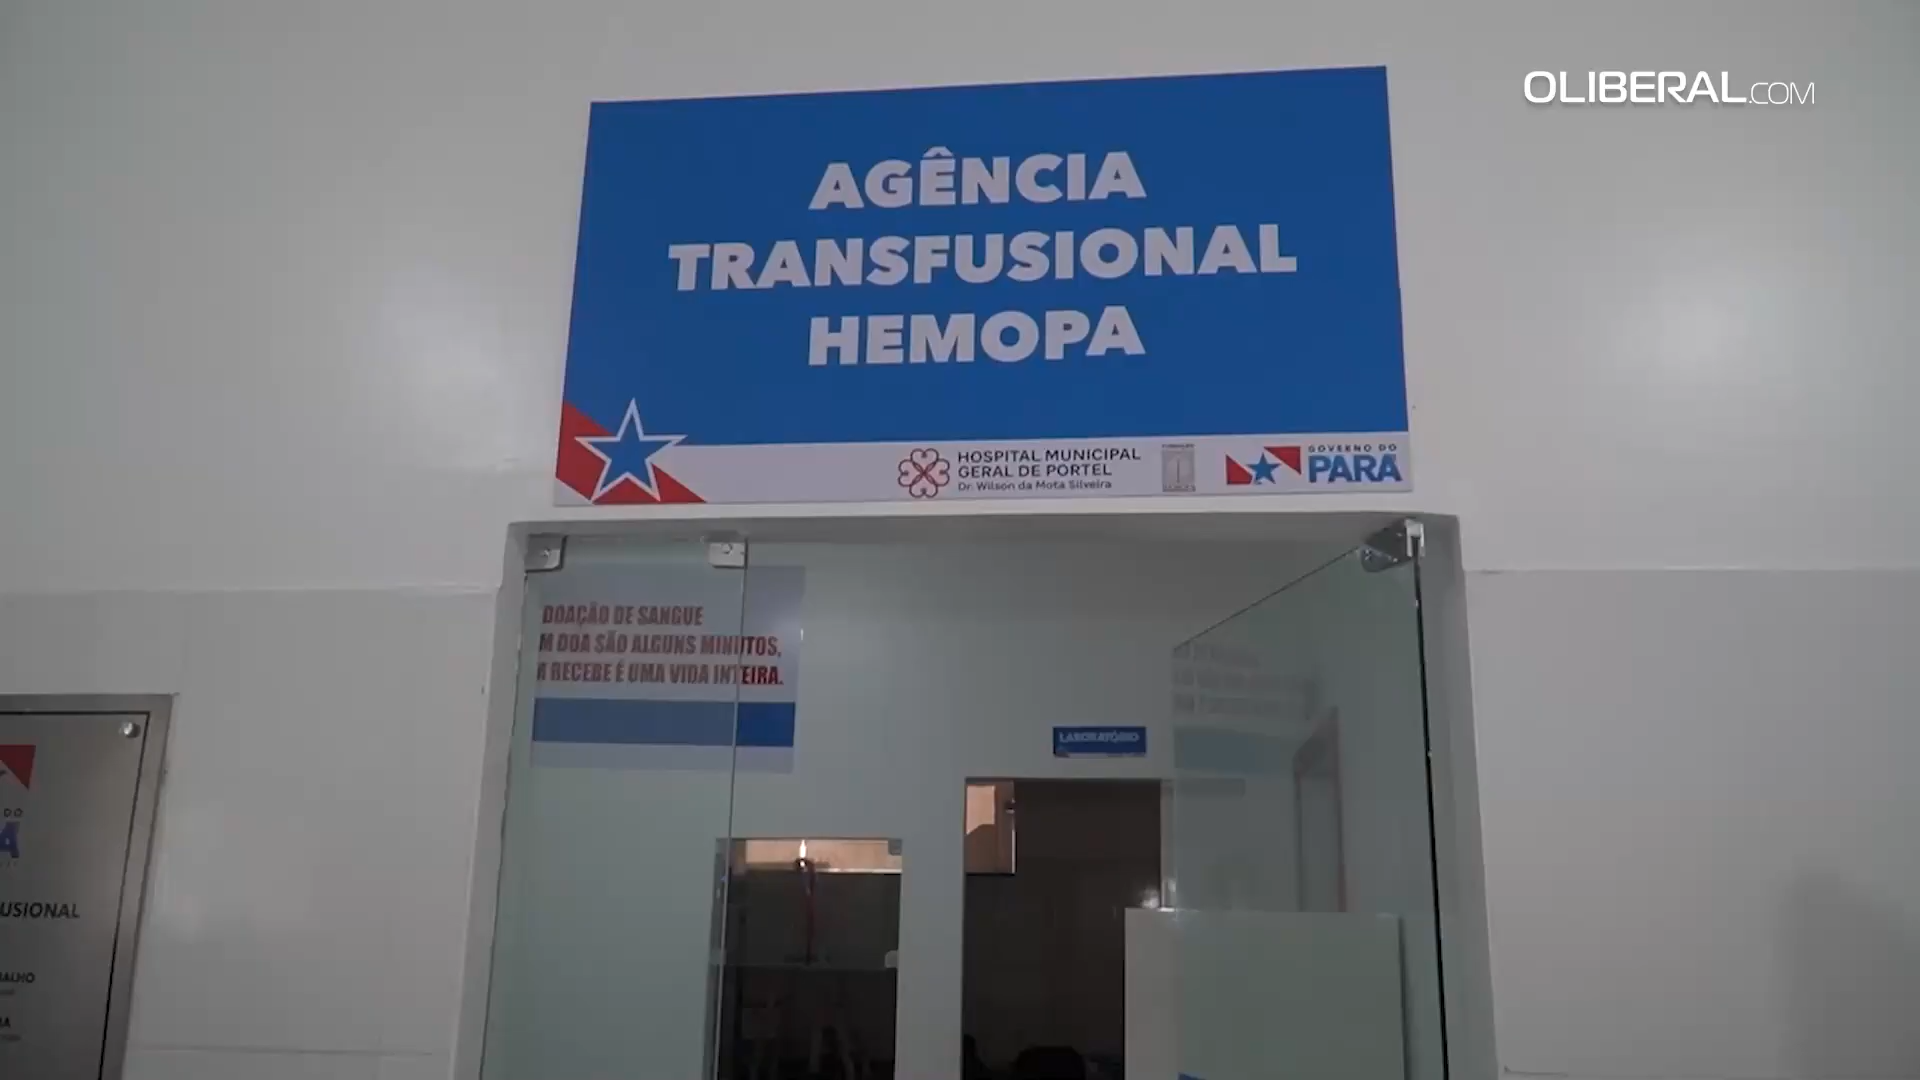 OLIBERAL.COM
AGÊNCIA
TRANSFUSIONAL
HEMOPA
HOSPITAL MUNICIPAL
GERAL DE PORTEL
Dr. Wilson da Mota Silveira
GOVERNO DO
PARÁ
DOAÇÃO DE SANGUE
M DOA SÃO ALGUNS MINUTOS,
M RECEBE É UMA VIDA INTEIRA.
LABORATÓRIO
DO
USIONAL